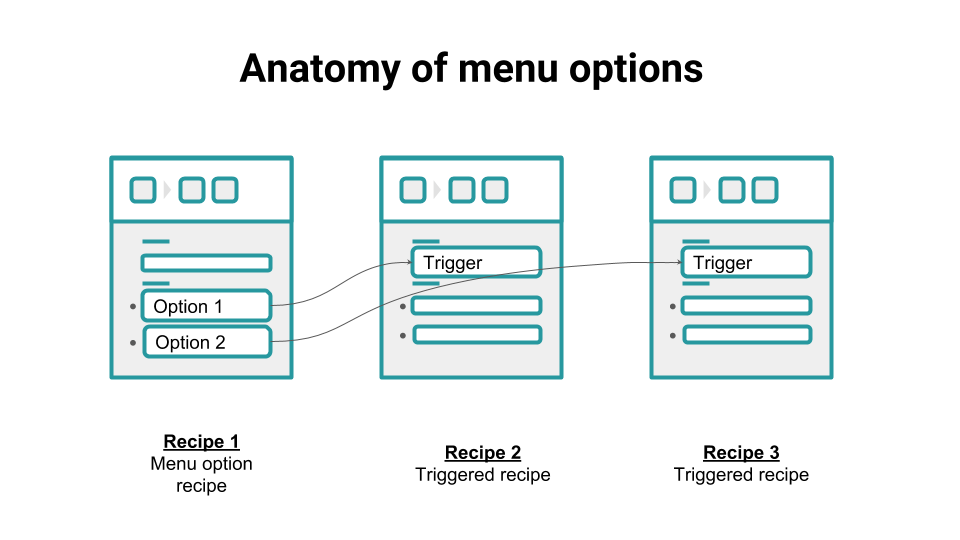 Anatomy of menu options
Option 1
Option 2
Trigger
Trigger
Recipe 1
Menu option
recipe
Recipe 2
Triggered recipe
Recipe 3
Triggered recipe